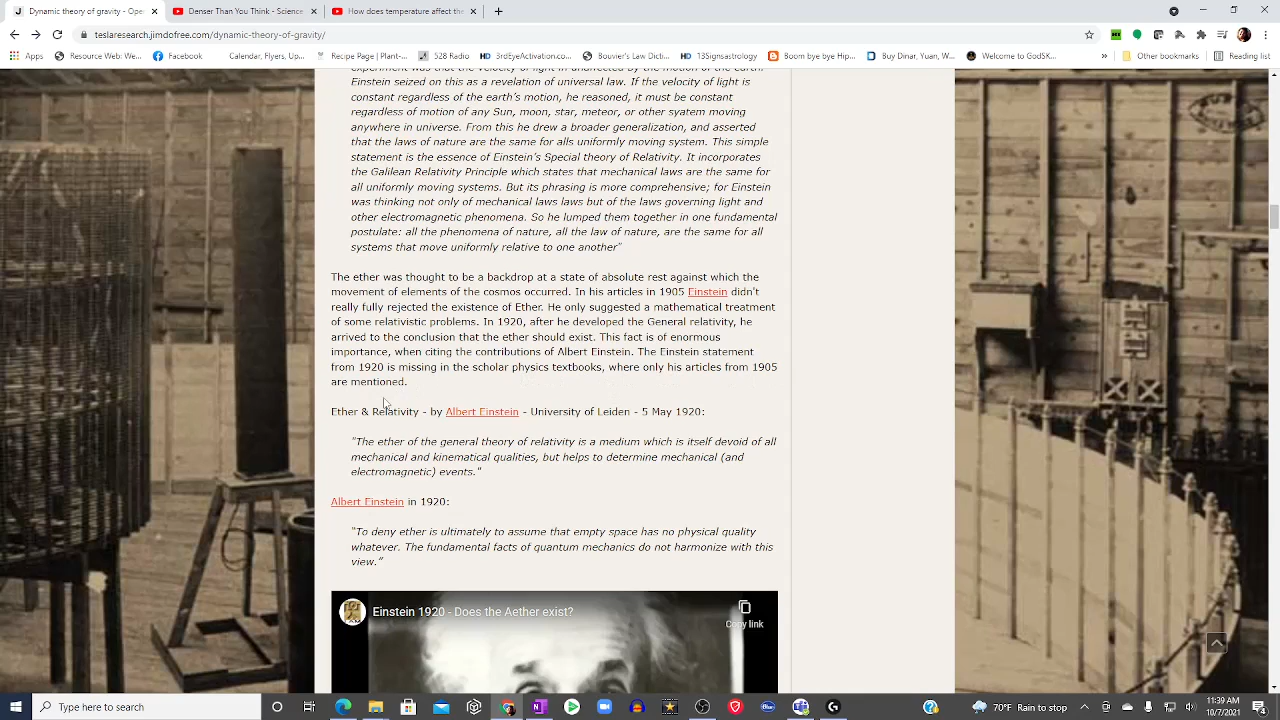 Dynamic theory of gravity - Ope
Denser Than You Think - Science
How does temperature affect the
teslaresearch.jimdofree.com/dynamic-theory-of-gravity/
Apps
Resource Web: We...
Facebook
Calendar, Flyers, Up...
Recipe Page | Plant-...
528 Radio
3rdEyeActivation.co...
Bouvier's Law Dict...
13Signsastrology
Boom bye bye Hip...
Buy Dinar, Yuan, W...
Welcome to GodSK...
Other bookmarks
Reading list
Einstein seized on this as a revelation of universal law. If the velocity of light is
constant regardless of the earth's motion, he reasoned, it must be constant
regardless of motion of any Sun, moon, star, meteor, or other system moving
anywhere in universe. From this he drew a broader generalization, and asserted
that the laws of nature are the same for alls uniformly moving system. This simple
statement is the essence of Einstein's Special theory of Relativity. It incorporates
the Galilean Relativity Principle which states that mechanical laws are the same for
all uniformly moving systems. But its phrasing is more comprehensive; for Einstein
was thinking not only of mechanical laws laws but of the laws governing light and
other electromagnetic phenomena. So he lumped them together in one fundamental
postulate: all the phenomena of nature, all the law of nature, are the same for all
systems that move uniformly relative to one another"
The ether was thought to be a backdrop at a state of absolute rest against which the
movement of elements of the cosmos occurred. In his articles in 1905 Einstein didn't
really fully rejected the existence of Ether. He only suggested a mathematical treatment
of some relativistic problems. In 1920, after he developed the General relativity, he
arrived to the conclusion that the ether should exist. This fact is of enormous
importance, when citing the contributions of Albert Einstein. The Einstein statement
from 1920 is missing in the scholar physics textbooks, where only his articles from 1905
are mentioned.
Ether & Relativity - by Albert Einstein - University of Leiden - 5 May 1920:
"The ether of the general theory of relativity is a medium which is itself devoid of all
mechanical and kinematical qualities, but helps to determine mechanical (and
electromagnetic) events."
Albert Einstein in 1920:
"To deny ether is ultimately to assume that empty space has no physical quality
whatever. The fundamental facts of quantum mechanics do not harmonize with this
view."
Einstein 1920 - Does the Aether exist?
Copy link
Type here to search
70°F Rain to stop
11:39 AM
10/7/2021